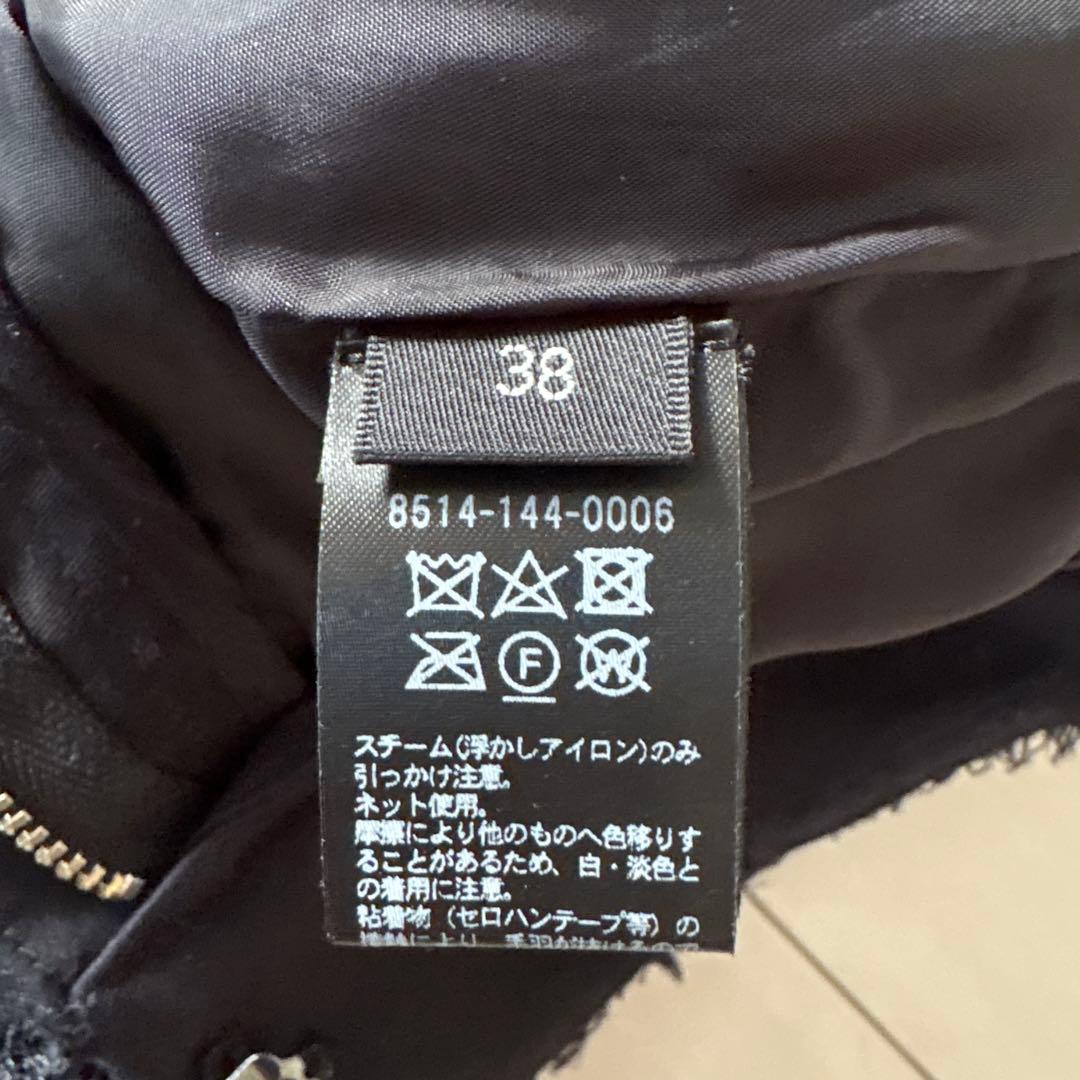 38
8514-144-0006
F
W
スチーム(浮かしアイロン)のみ
引っかけ注意。
ネット使用。
摩擦により他のものへ色移りす
ることがあるため、白・淡色と
の着用に注意。
粘着物(セロハンテープ等)の
により、